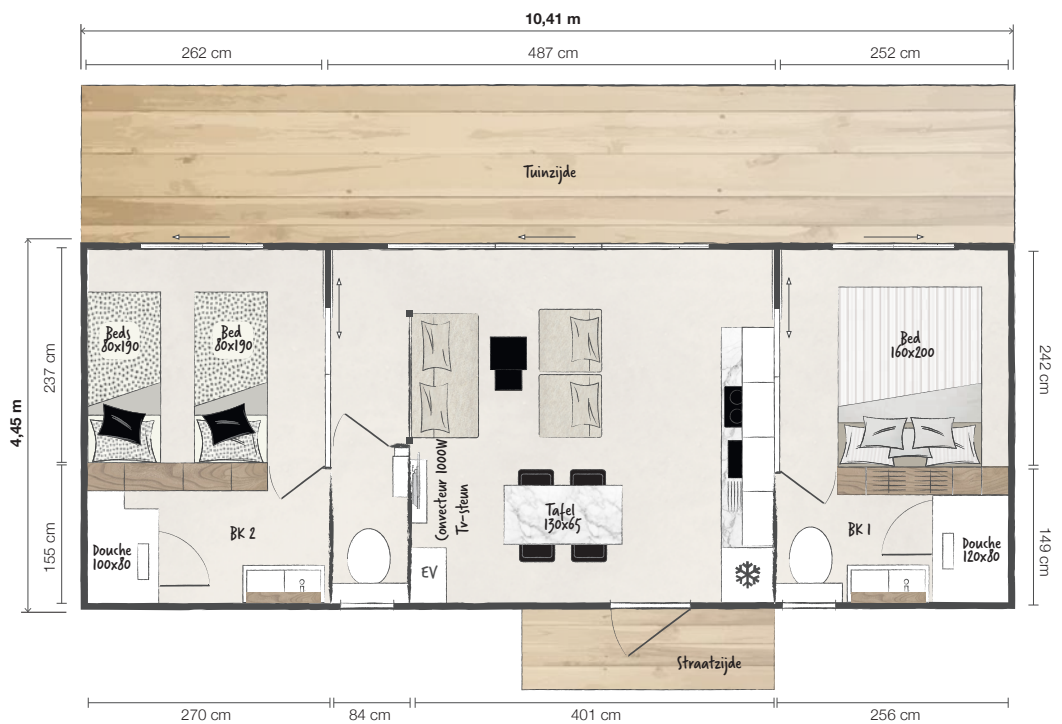 10,41 m
262 cm
487 cm
252 cm
Tuinzijde
4,45 m
237 cm
155 cm
242 cm
149 cm
Beds
80x190
Bed
80x190
Bed
160x200
Convecteur 1000W
Tv-steun
Tafel
130x65
BK 2
BK 1
Douche
100x80
EV
Douche
120x80
Straatzijde
270 cm
84 cm
401 cm
256 cm